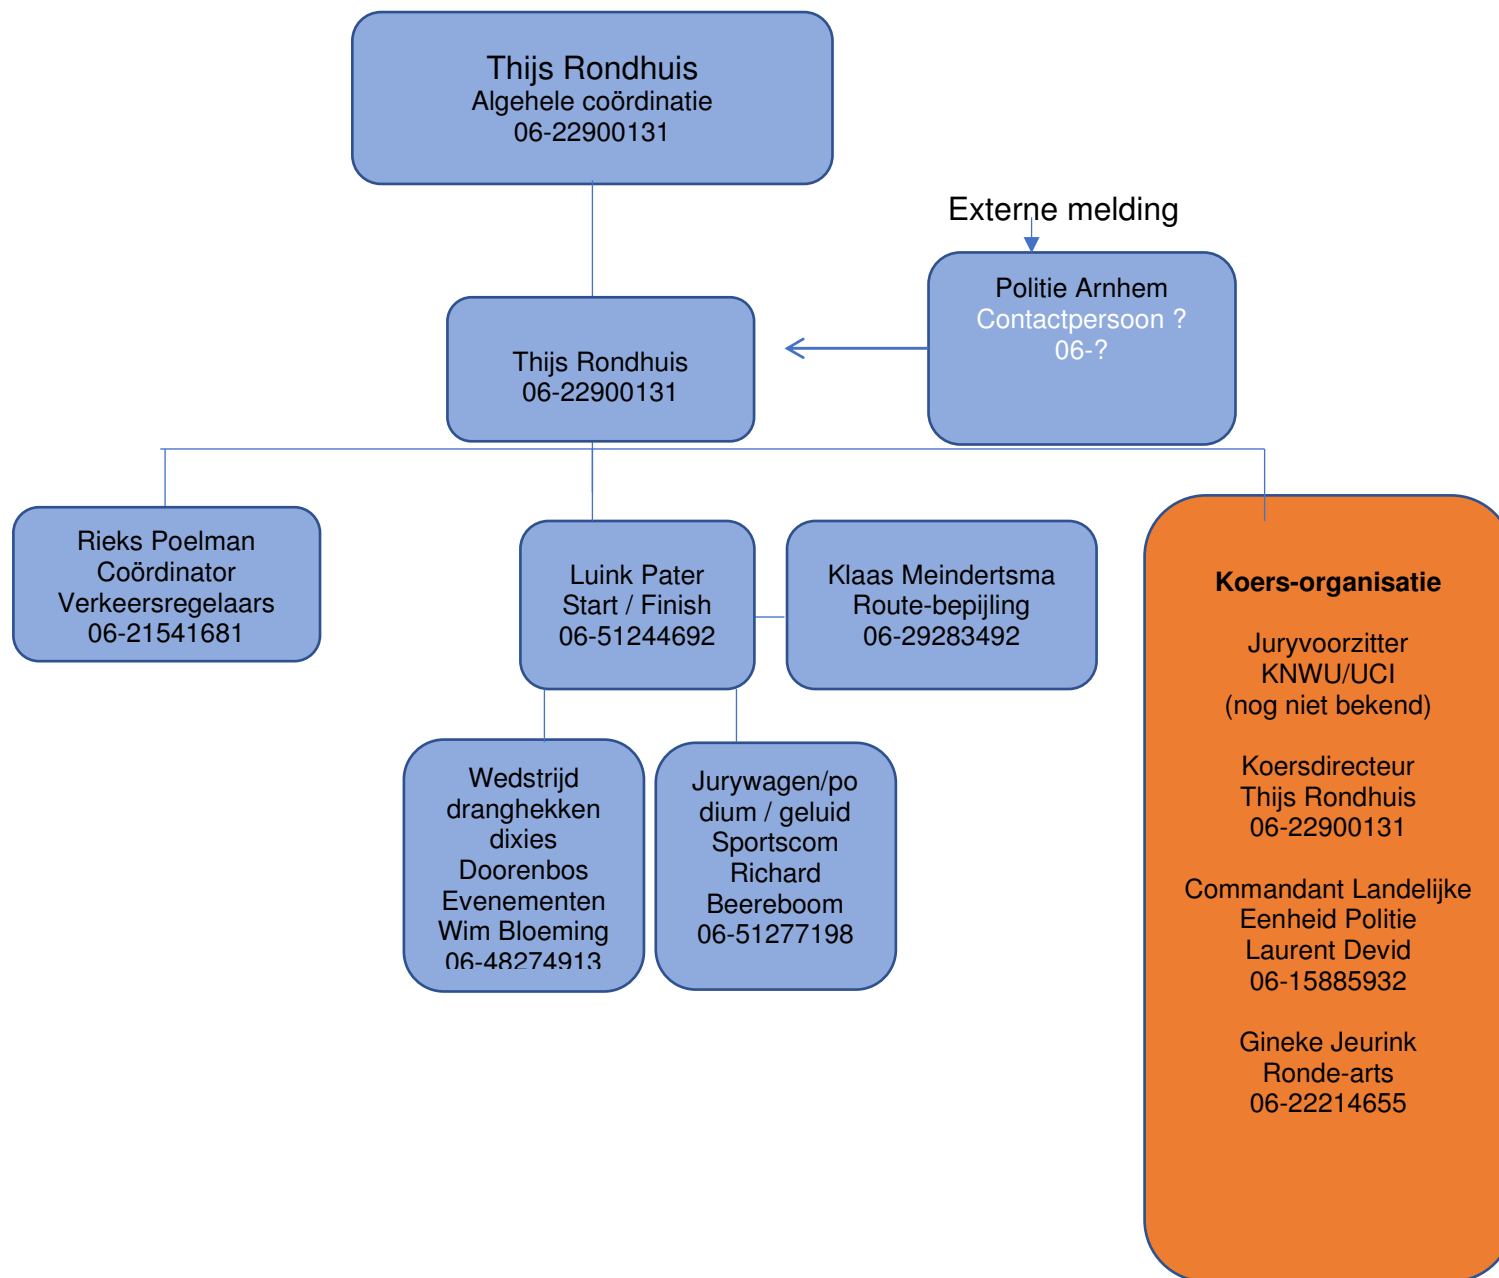 Thijs Rondhuis
Algehele coördinatie
06-22900131
Externe melding
Politie Arnhem
Contactpersoon ?
06-?
Thijs Rondhuis
06-22900131
Rieks Poelman
Coördinator
Verkeersregelaars
06-21541681
Luink Pater
Start / Finish
06-51244692
Klaas Meindertsma
Route-bepijling
06-29283492
Wedstrijd
dranghekken
dixies
Doorenbos
Evenementen
Wim Bloeming
06-48274913
Jurywagen/po
dium / geluid
Sportscom
Richard
Beereboom
06-51277198
Koers-organisatie
Juryvoorzitter
KNWU/UCI
(nog niet bekend)
Koersdirecteur
Thijs Rondhuis
06-22900131
Commandant Landelijke
Eenheid Politie
Laurent Devid
06-15885932
Gineke Jeurink
Ronde-arts
06-22214655